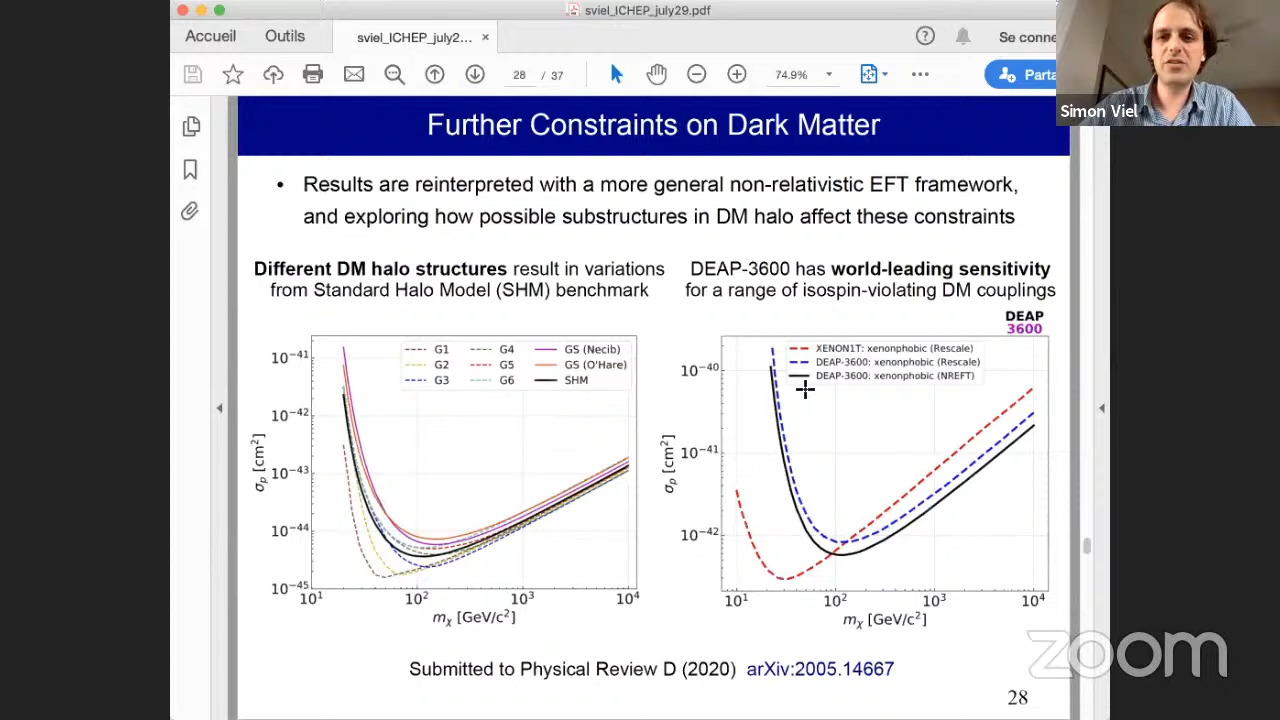 sviel_ICHEP_july29.pdf
Accueil
Outils
sviel_ICHEP_july2... ×
?
Se conne
28 / 37
74.9%
Parta
Simon Viel
Further Constraints on Dark Matter
• Results are reinterpreted with a more general non-relativistic EFT framework,
and exploring how possible substructures in DM halo affect these constraints
Different DM halo structures result in variations
from Standard Halo Model (SHM) benchmark
DEAP-3600 has world-leading sensitivity
for a range of isospin-violating DM couplings
DEAP
3600
G1 G4 GS (Necib)
G2 G5 GS (O'Hare)
G3 G6 SHM
10⁻⁴¹
10⁻⁴²
10⁻⁴³
10⁻⁴⁴
10⁻⁴⁵
σp [cm²]
10¹ 10² 10³ 10⁴
mχ [GeV/c²]
XENON1T: xenonphobic (Rescale)
DEAP-3600: xenonphobic (Rescale)
DEAP-3600: xenonphobic (NREFT)
10⁻⁴⁰
10⁻⁴¹
10⁻⁴²
σp [cm²]
10¹ 10² 10³ 10⁴
mχ [GeV/c²]
Submitted to Physical Review D (2020) arXiv:2005.14667
28
zoom